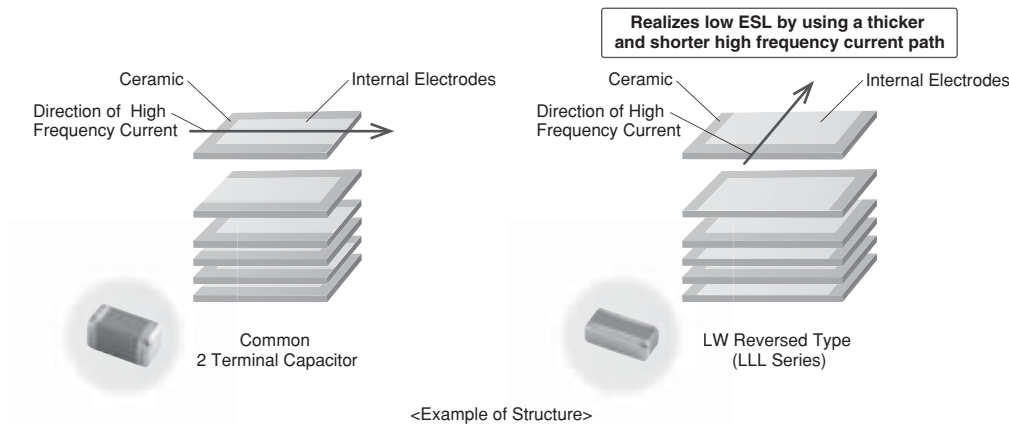 Realizes low ESL by using a thicker
and shorter high frequency current path
Ceramic
Internal Electrodes
Direction of High
Frequency Current
Common
2 Terminal Capacitor
Ceramic
Internal Electrodes
Direction of High
Frequency Current
LW Reversed Type
(LLL Series)
<Example of Structure>